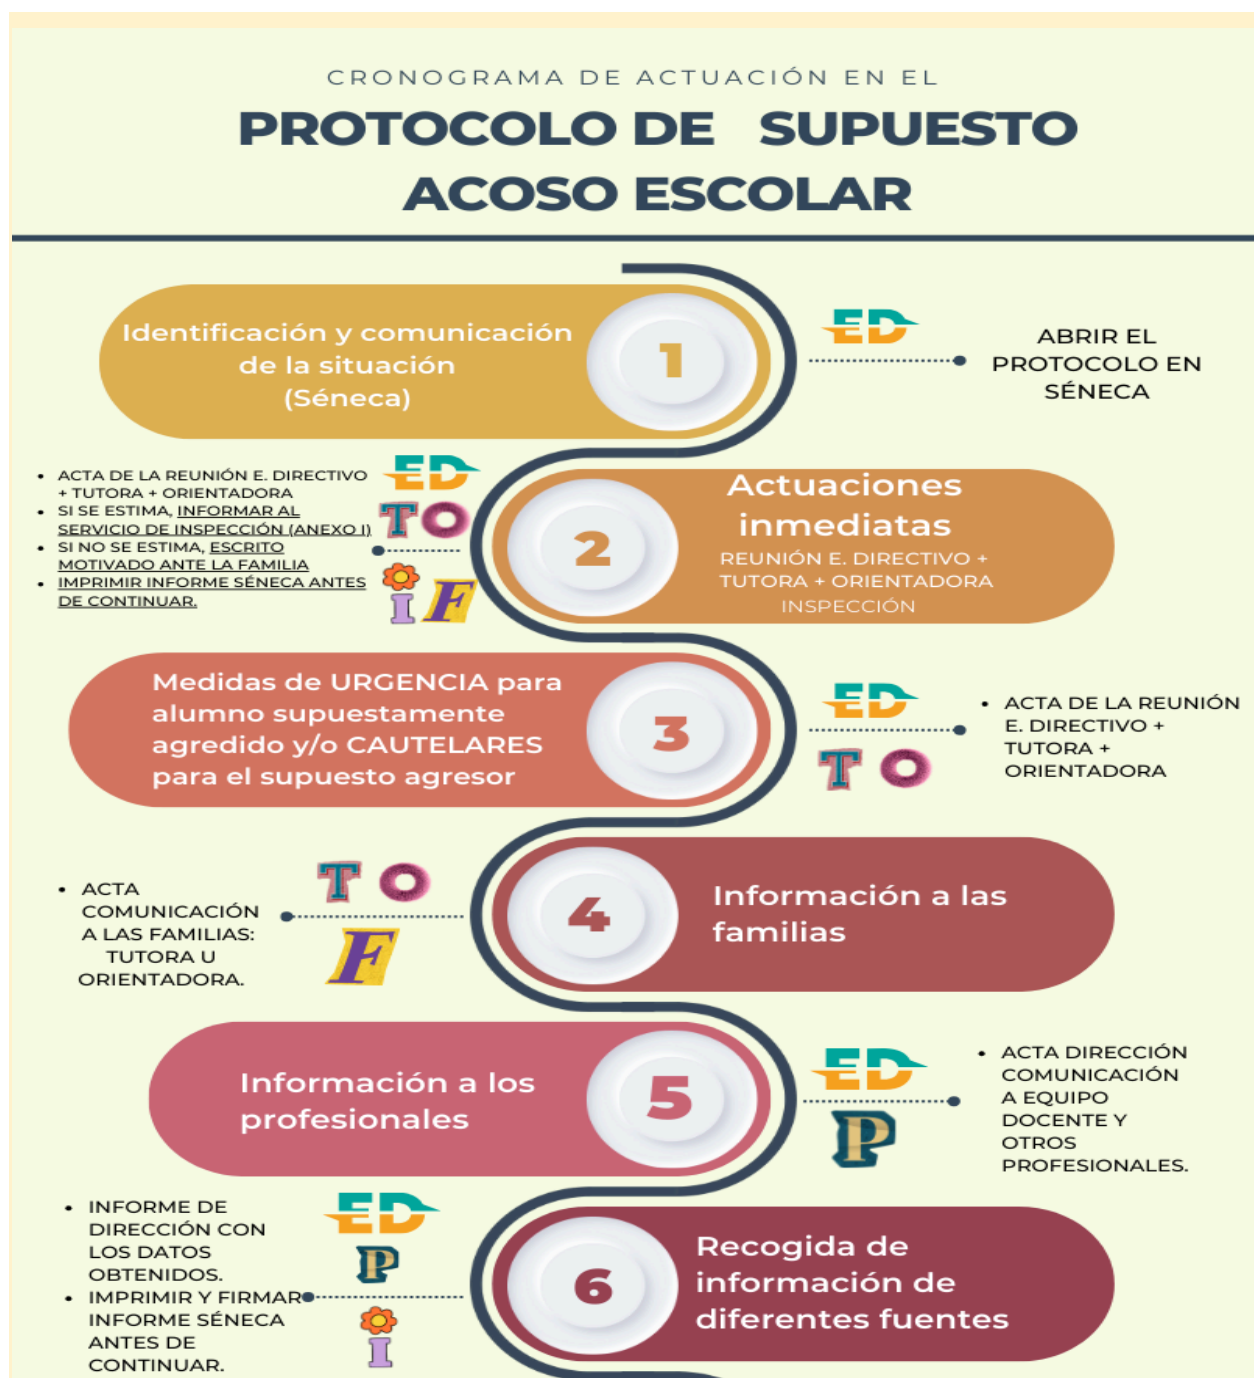 CRONOGRAMA DE ACTUACIÓN EN EL
PROTOCOLO DE SUPUESTO
ACOSO ESCOLAR
Identificación y comunicación
de la situación
(Séneca)
1
ED
ABRIR EL
PROTOCOLO EN
SÉNECA
• ACTA DE LA REUNIÓN E. DIRECTIVO
+ TUTORA + ORIENTADORA
• SI SE ESTIMA, INFORMAR AL
SERVICIO DE INSPECCIÓN (ANEXO I)
• SI NO SE ESTIMA, ESCRITO
MOTIVADO ANTE LA FAMILIA
• IMPRIMIR INFORME SÉNECA ANTES
DE CONTINUAR.
ED
T O
I F
2
Actuaciones
inmediatas
REUNIÓN E. DIRECTIVO +
TUTORA + ORIENTADORA
INSPECCIÓN
Medidas de URGENCIA para
alumno supuestamente
agredido y/o CAUTELARES
para el supuesto agresor
3
ED
T O
• ACTA DE LA REUNIÓN
E. DIRECTIVO +
TUTORA +
ORIENTADORA
• ACTA
COMUNICACIÓN
A LAS FAMILIAS:
TUTORA U
ORIENTADORA.
T O
F
4
Información a las
familias
Información a los
profesionales
5
ED
P
• ACTA DIRECCIÓN
COMUNICACIÓN
A EQUIPO
DOCENTE Y
OTROS
PROFESIONALES.
• INFORME DE
DIRECCIÓN CON
LOS DATOS
OBTENIDOS.
• IMPRIMIR Y FIRMAR
INFORME SÉNECA
ANTES DE
CONTINUAR.
ED
P
I
6
Recogida de
información de
diferentes fuentes